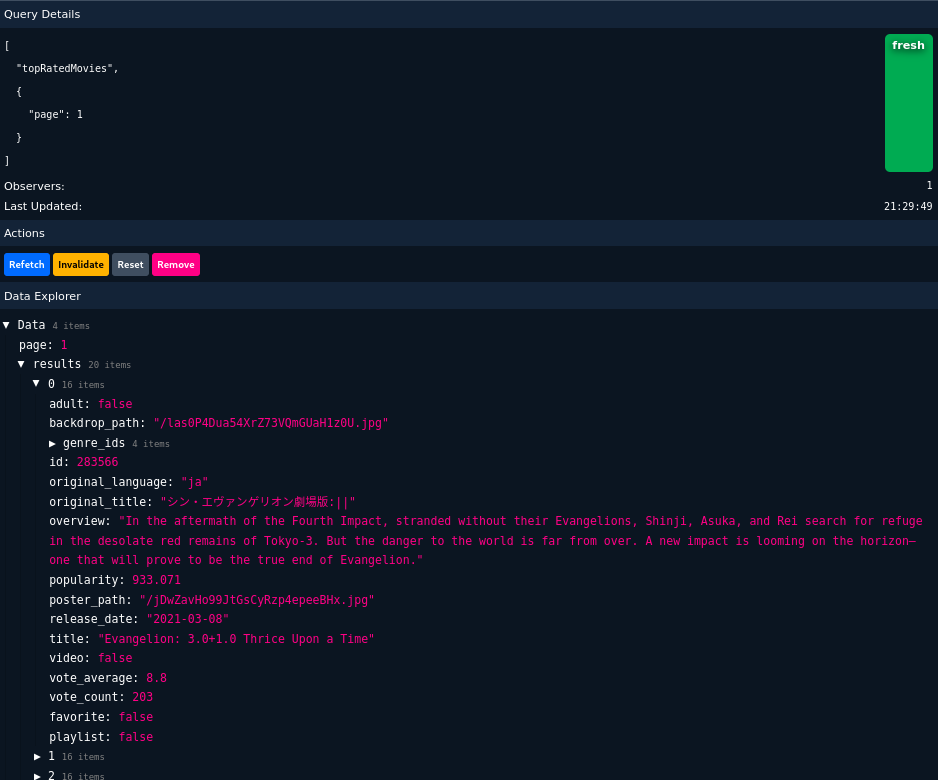 Query Details
[
"topRatedMovies",
{
"page": 1
}
]
fresh
Observers: 1
Last Updated: 21:29:49
Actions
Refetch Invalidate Reset Remove
Data Explorer
▼ Data 4 items
page: 1
▼ results 20 items
▼ 0 16 items
adult: false
backdrop_path: "/las0P4Dua54XrZ73VQmGUaH1z0U.jpg"
▶ genre_ids 4 items
id: 283566
original_language: "ja"
original_title: "シン・エヴァンゲリオン劇場版:||"
overview: "In the aftermath of the Fourth Impact, stranded without their Evangelions, Shinji, Asuka, and Rei search for refuge
in the desolate red remains of Tokyo-3. But the danger to the world is far from over. A new impact is looming on the horizon—
one that will prove to be the true end of Evangelion."
popularity: 933.071
poster_path: "/jDwZavHo99JtGsCyRzp4epeeBHx.jpg"
release_date: "2021-03-08"
title: "Evangelion: 3.0+1.0 Thrice Upon a Time"
video: false
vote_average: 8.8
vote_count: 203
favorite: false
playlist: false
▶ 1 16 items
▶ 2 16 items